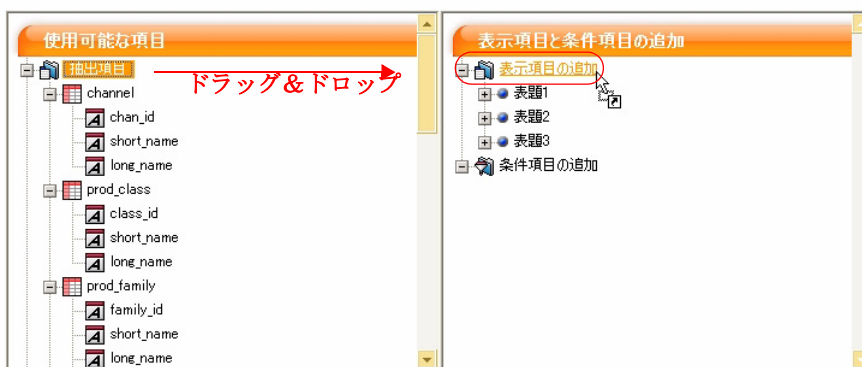 使用可能な項目
抽出項目
ドラッグ＆ドロップ
channel
chan_id
short_name
long_name
prod_class
class_id
short_name
long_name
prod_family
family_id
short_name
long_name
表示項目と条件項目の追加
表示項目の追加
表題1
表題2
表題3
条件項目の追加